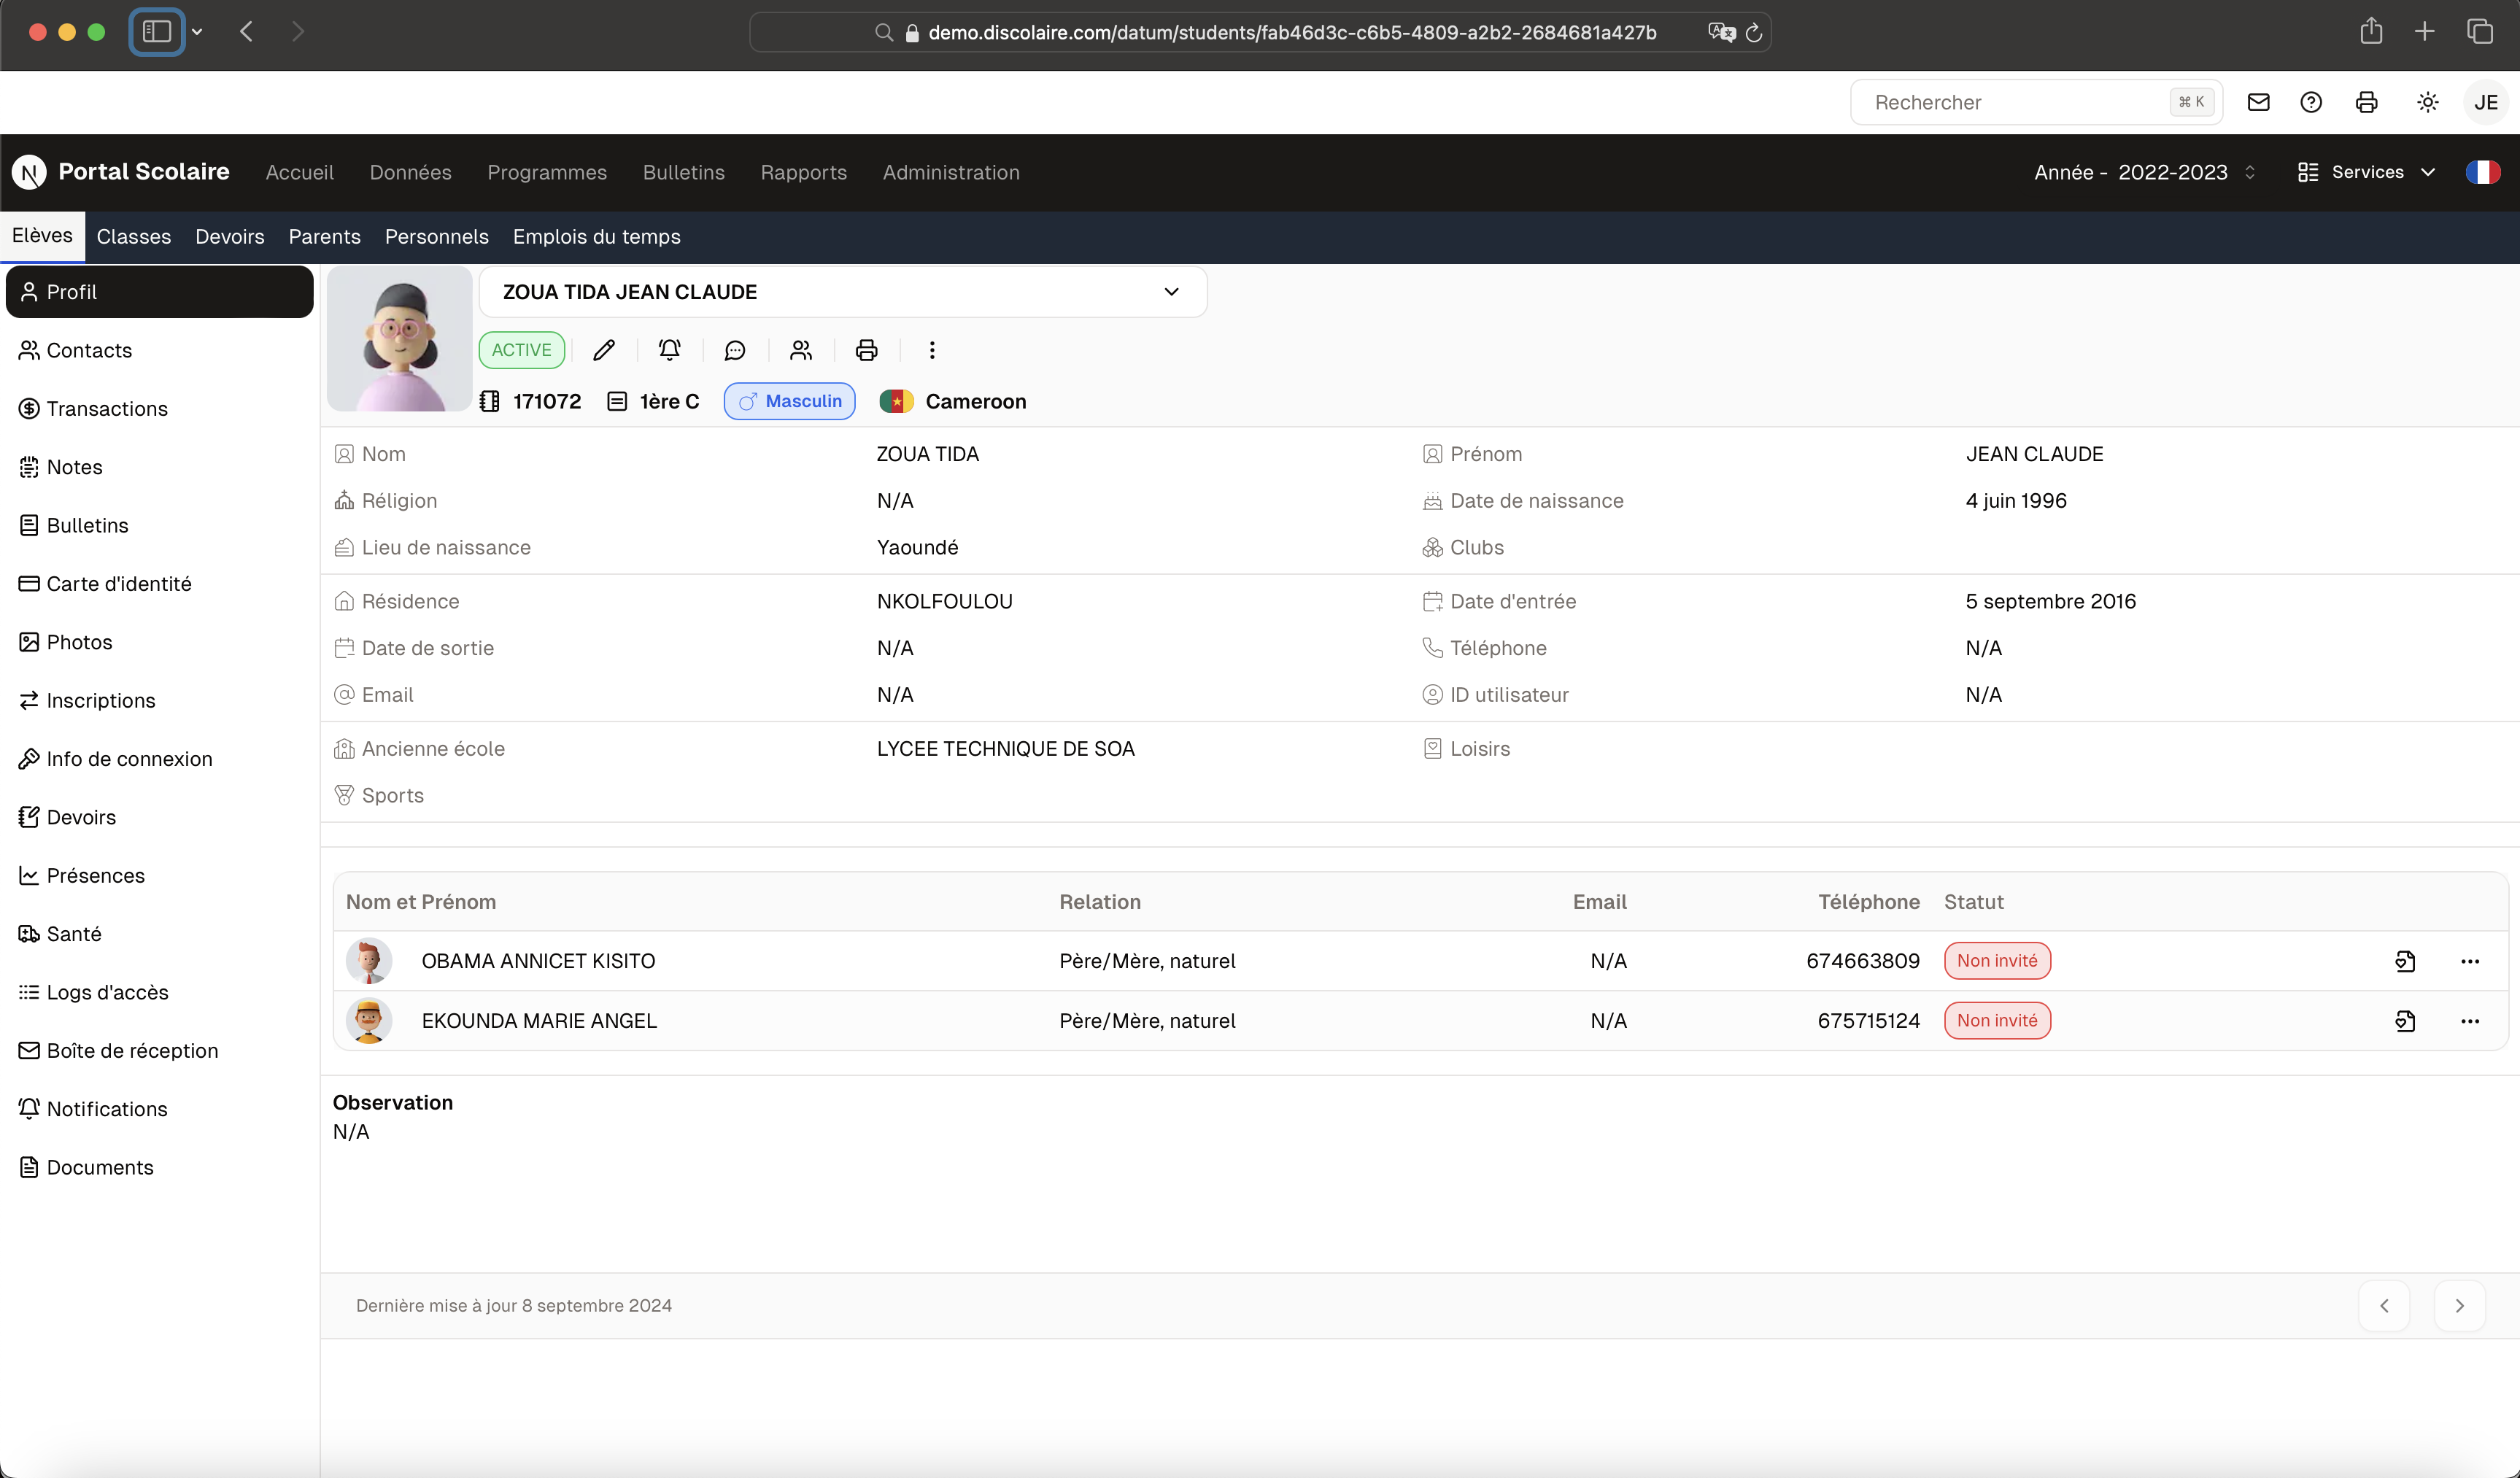 demo.discolaire.com/datum/students/fab46d3c-c6b5-4809-a2b2-2684681a427b
Rechercher ⌘ K JE
N Portal Scolaire Accueil Données Programmes Bulletins Rapports Administration Année - 2022-2023 Services
Elèves Classes Devoirs Parents Personnels Emplois du temps
Profil
Contacts
Transactions
Notes
Bulletins
Carte d'identité
Photos
Inscriptions
Info de connexion
Devoirs
Présences
Santé
Logs d'accès
Boîte de réception
Notifications
Documents
ZOUA TIDA JEAN CLAUDE
ACTIVE
171072 1ère C Masculin Cameroon
Nom ZOUA TIDA Prénom JEAN CLAUDE
Réligion N/A Date de naissance 4 juin 1996
Lieu de naissance Yaoundé Clubs
Résidence NKOLFOULOU Date d'entrée 5 septembre 2016
Date de sortie N/A Téléphone N/A
Email N/A ID utilisateur N/A
Ancienne école LYCEE TECHNIQUE DE SOA Loisirs
Sports
Nom et Prénom Relation Email Téléphone Statut
OBAMA ANNICET KISITO Père/Mère, naturel N/A 674663809 Non invité
EKOUNDA MARIE ANGEL Père/Mère, naturel N/A 675715124 Non invité
Observation
N/A
Dernière mise à jour 8 septembre 2024